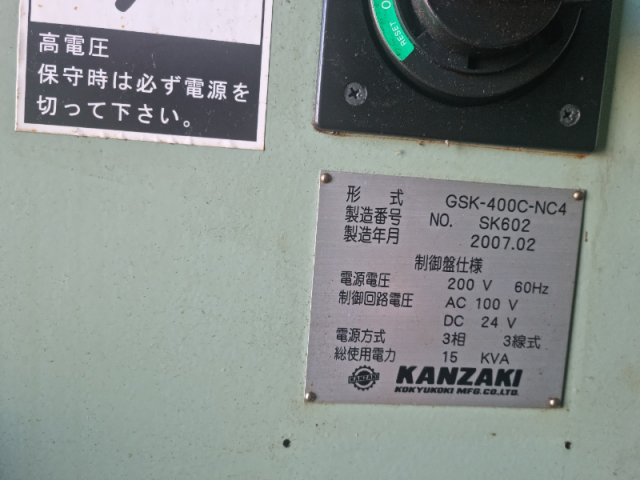 高電圧
保守時は必ず電源を
切って下さい。
RESET O
形 式 GSK-400C-NC4
製造番号 NO. SK602
製造年月 2007.02
制御盤仕様
電源電圧 200 V 60Hz
制御回路電圧 AC 100 V
DC 24 V
電源方式 3相 3線式
総使用電力 15 KVA
KANZAKI KANZAKI
KOKYUKOKI MFG.CO.LTD.